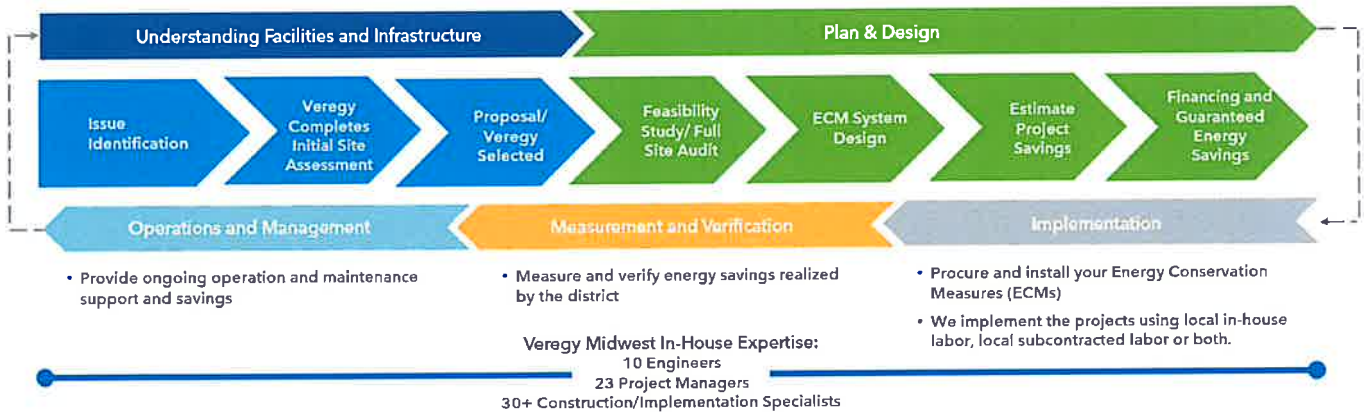 Understanding Facilities and Infrastructure
Plan & Design
Issue
Identification
Veregy
Completes
Initial Site
Assessment
Proposal/
Veregy
Selected
Feasibility
Study/ Full
Site Audit
ECM System
Design
Estimate
Project
Savings
Financing and
Guaranteed
Energy
Savings
Operations and Management
Measurement and Verification
Implementation
• Provide ongoing operation and maintenance
support and savings
• Measure and verify energy savings realized
by the district
• Procure and install your Energy Conservation
Measures (ECMs)
• We implement the projects using local in-house
labor, local subcontracted labor or both.
Veregy Midwest In-House Expertise:
10 Engineers
23 Project Managers
30+ Construction/Implementation Specialists